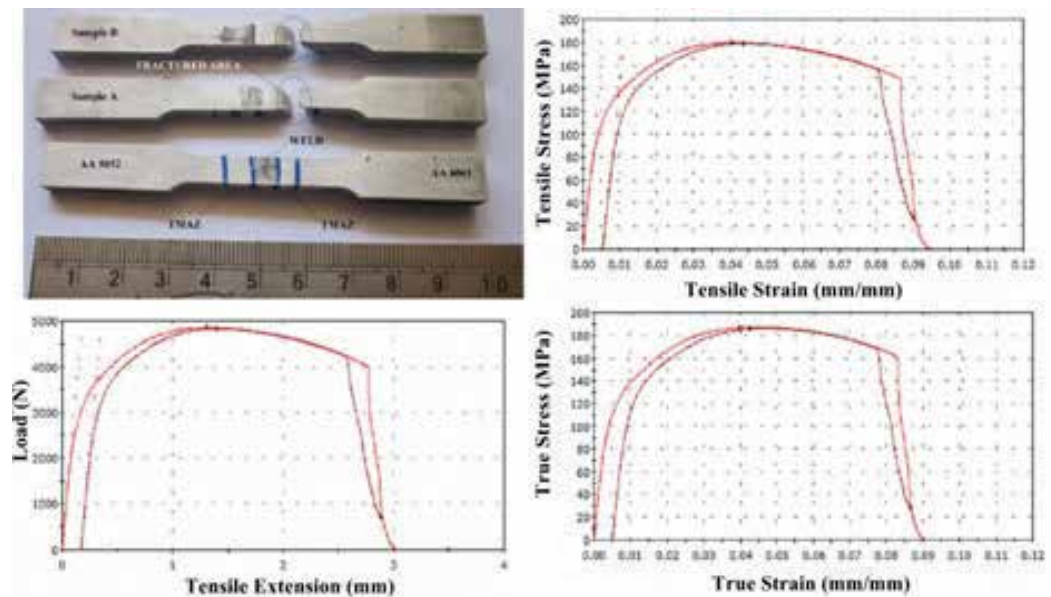 Sample B
FRACTURED AREA
Sample A
WELD
AA 5052
TMAZ
TMAZ
1 2 3 4 5 6 7 8 9 10
Tensile Stress (MPa)
200
180
160
140
120
100
80
60
40
20
0
0.00 0.01 0.02 0.03 0.04 0.05 0.06 0.07 0.08 0.09 0.10 0.11 0.12
Tensile Strain (mm/mm)
Load (N)
5000
4000
3000
2000
1000
0
0 1 2 3 4
Tensile Extension (mm)
True Stress (MPa)
200
180
160
140
120
100
80
60
40
20
0
0.00 0.01 0.02 0.03 0.04 0.05 0.06 0.07 0.08 0.09 0.10 0.11 0.12
True Strain (mm/mm)